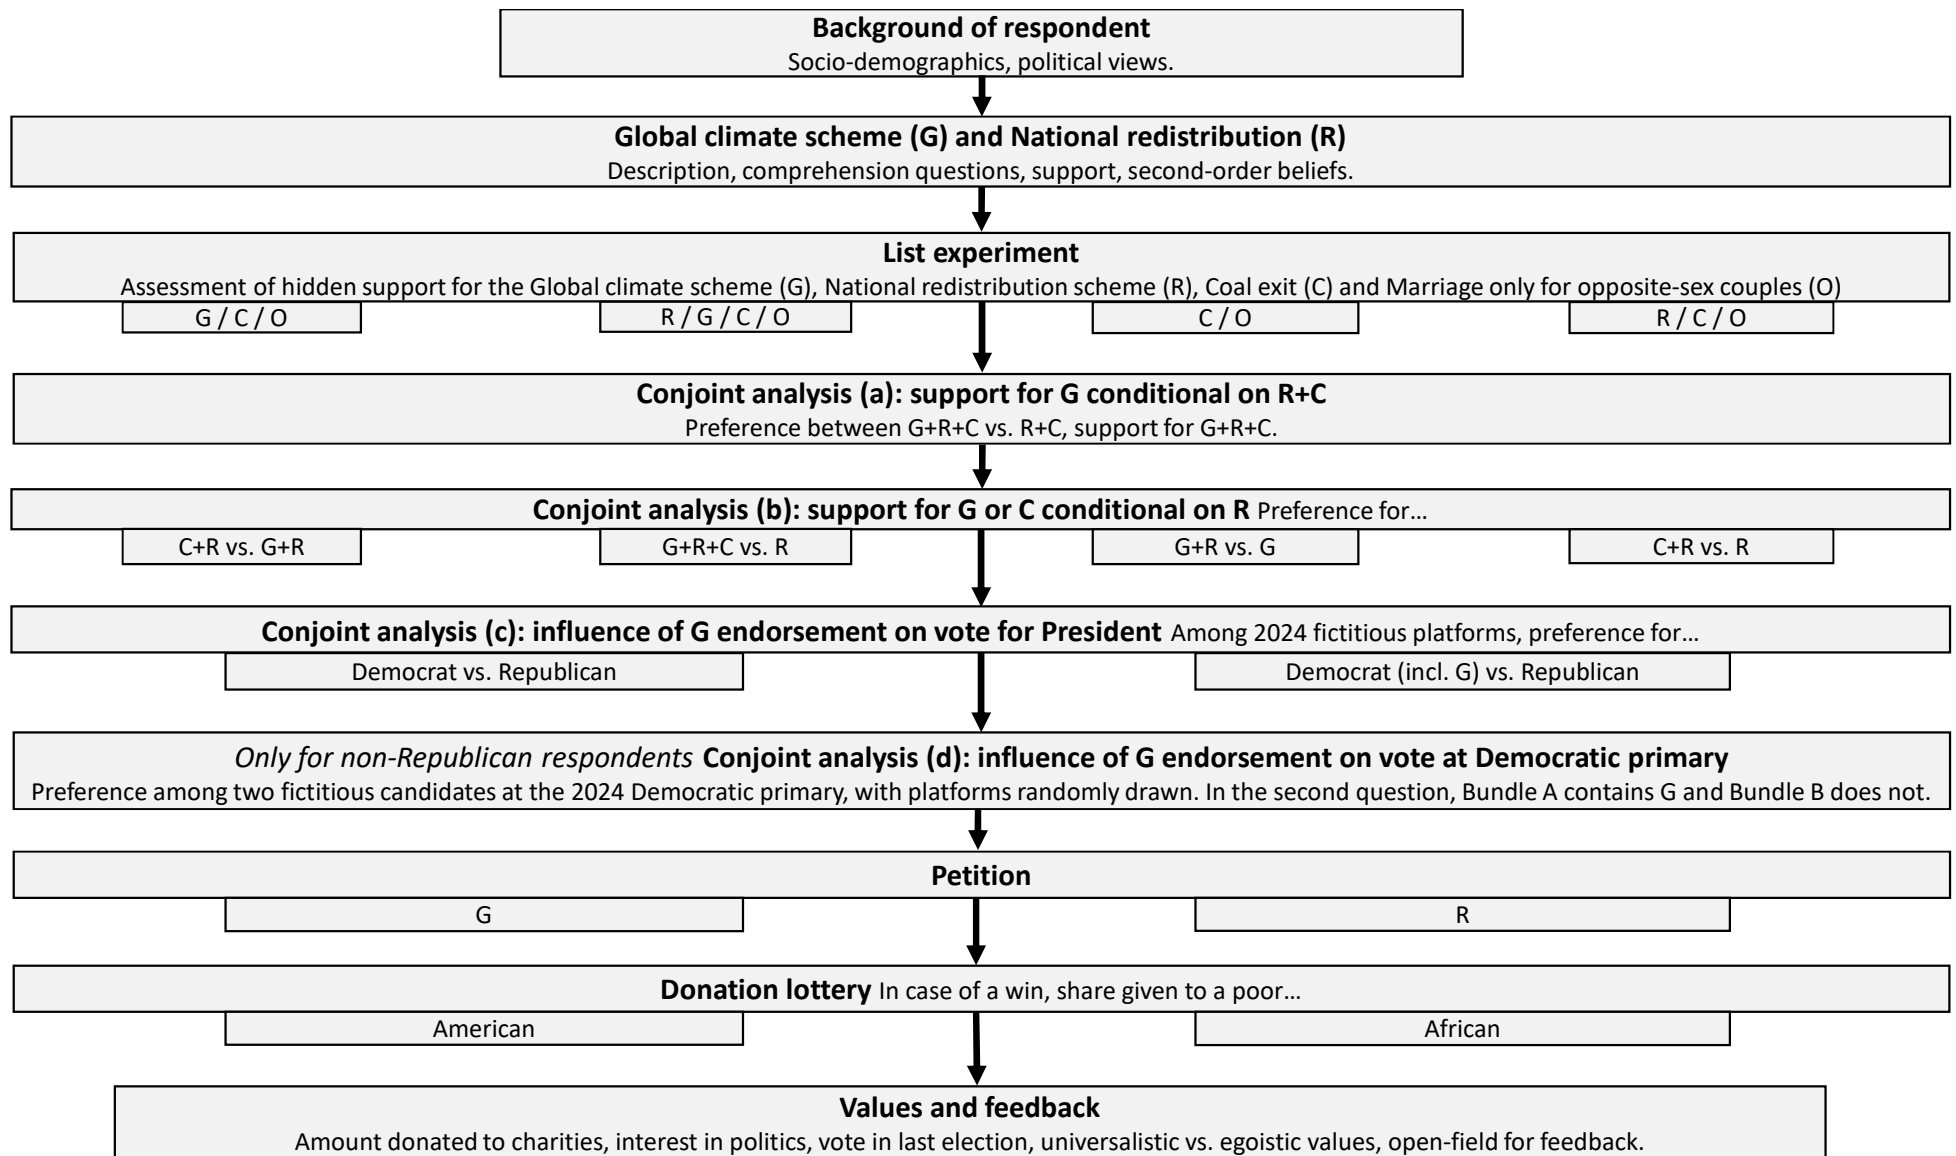 Background of respondent
Socio-demographics, political views.
Global climate scheme (G) and National redistribution (R)
Description, comprehension questions, support, second-order beliefs.
List experiment
Assessment of hidden support for the Global climate scheme (G), National redistribution scheme (R), Coal exit (C) and Marriage only for opposite-sex couples (O)
G / C / O
R / G / C / O
C / O
R / C / O
Conjoint analysis (a): support for G conditional on R+C
Preference between G+R+C vs. R+C, support for G+R+C.
Conjoint analysis (b): support for G or C conditional on R Preference for…
C+R vs. G+R
G+R+C vs. R
G+R vs. G
C+R vs. R
Conjoint analysis (c): influence of G endorsement on vote for President Among 2024 fictitious platforms, preference for…
Democrat vs. Republican
Democrat (incl. G) vs. Republican
Only for non-Republican respondents Conjoint analysis (d): influence of G endorsement on vote at Democratic primary
Preference among two fictitious candidates at the 2024 Democratic primary, with platforms randomly drawn. In the second question, Bundle A contains G and Bundle B does not.
Petition
G
R
Donation lottery In case of a win, share given to a poor…
American
African
Values and feedback
Amount donated to charities, interest in politics, vote in last election, universalistic vs. egoistic values, open-field for feedback.